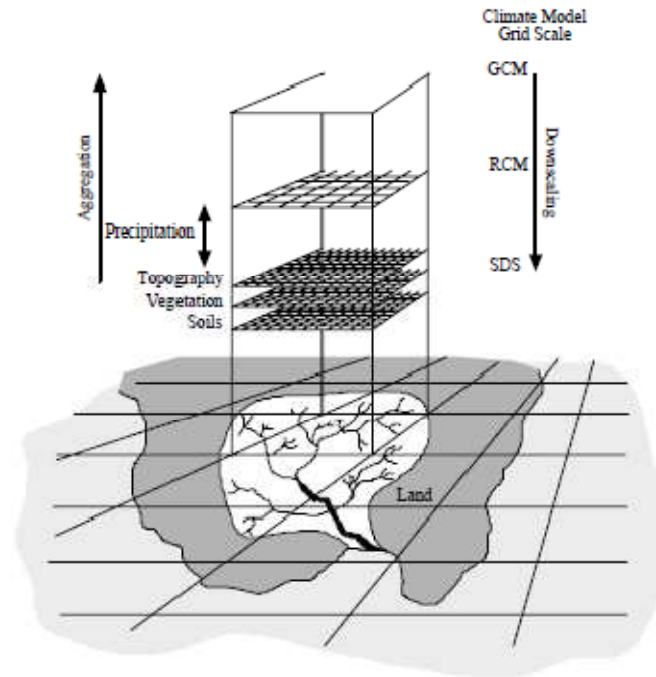 Climate Model
Grid Scale
GCM
Aggregation
Downscaling
RCM
Precipitation
SDS
Topography
Vegetation
Soils
Land